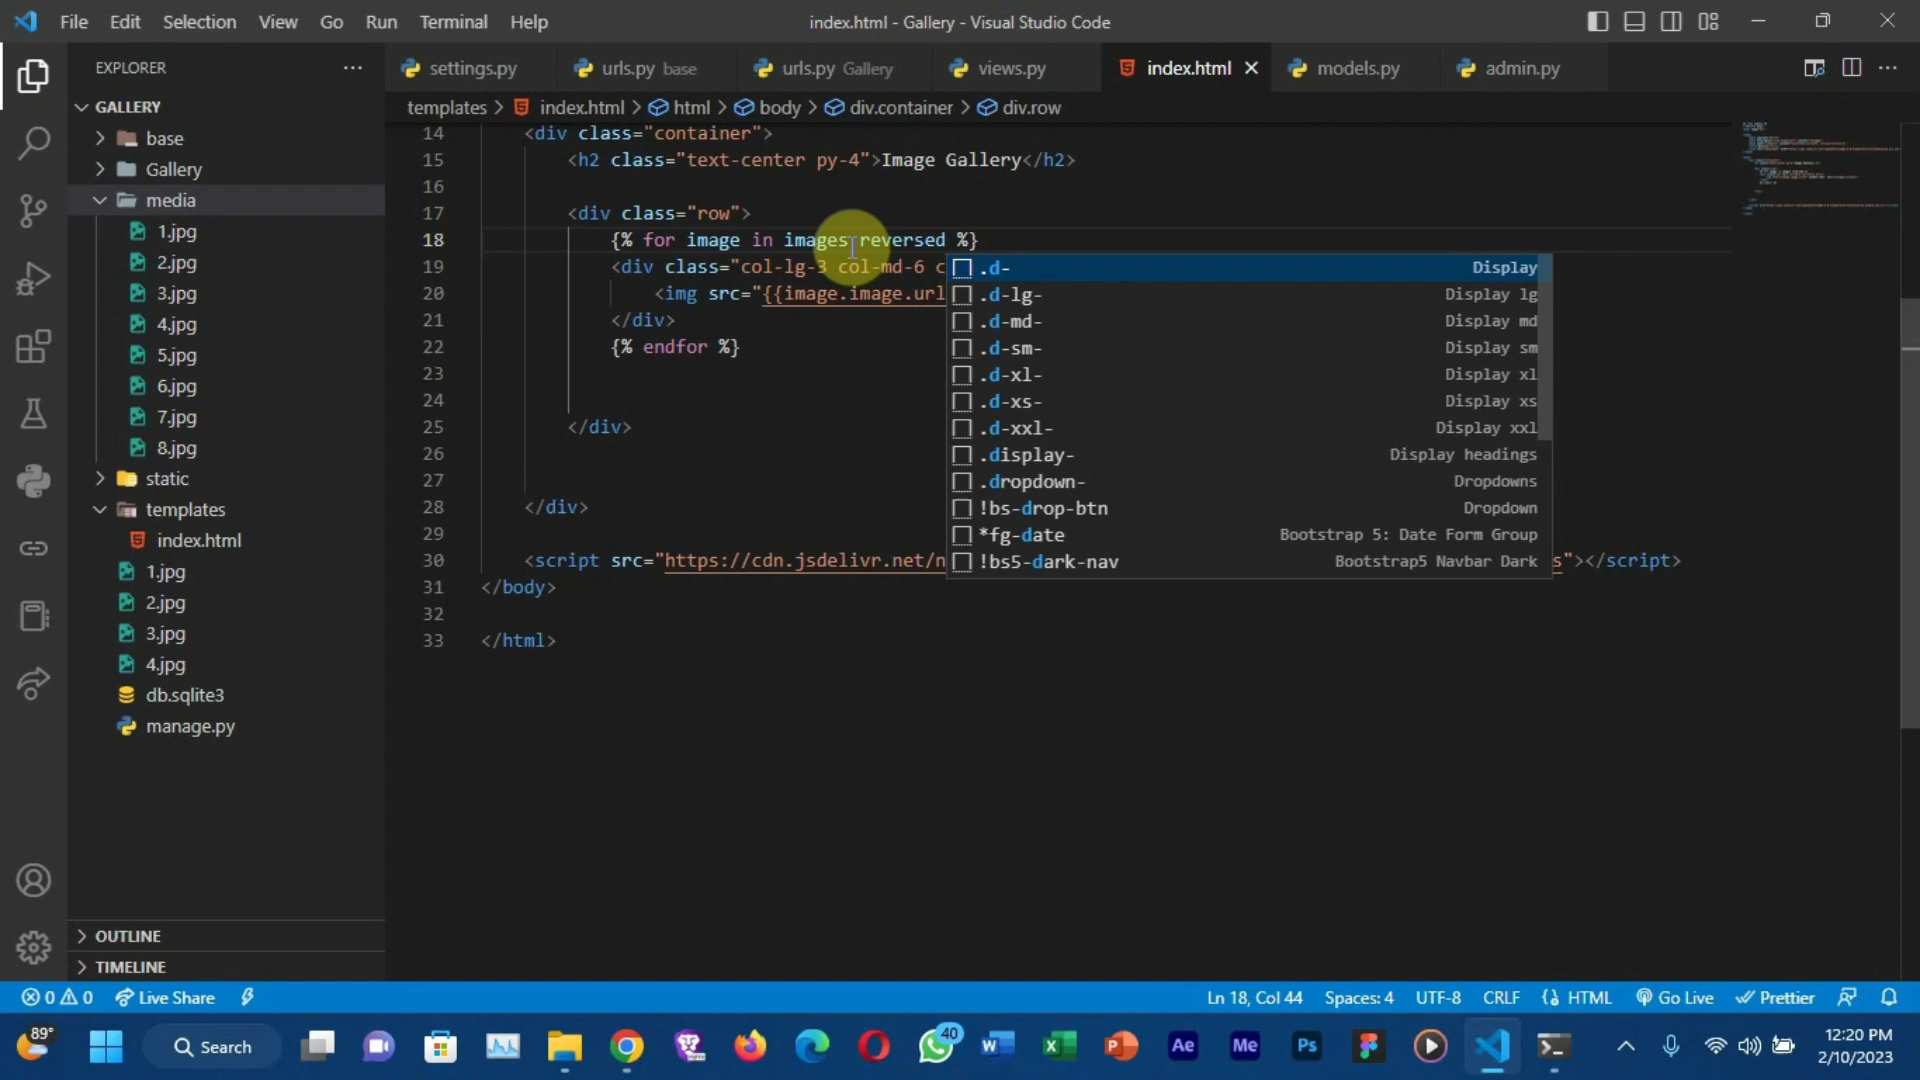 File Edit Selection View Go Run Terminal Help
index.html - Gallery - Visual Studio Code
EXPLORER
GALLERY
base
Gallery
media
1.jpg
2.jpg
3.jpg
4.jpg
5.jpg
6.jpg
7.jpg
8.jpg
static
templates
index.html
1.jpg
2.jpg
3.jpg
4.jpg
db.sqlite3
manage.py
OUTLINE
TIMELINE
settings.py urls.py base urls.py Gallery views.py index.html models.py admin.py
templates > index.html > html > body > div.container > div.row
14 <div class="container">
15 <h2 class="text-center py-4">Image Gallery</h2>
16
17 <div class="row">
18 {% for image in images reversed %}
19 <div class="col-lg-3 col-md-6 c
20 <img src="{{image.image.url
21 </div>
22 {% endfor %}
23
24
25 </div>
26
27
28 </div>
29
30 <script src="https://cdn.jsdelivr.net/n s"></script>
31 </body>
32
33 </html>
.d- Display
.d-lg- Display lg
.d-md- Display md
.d-sm- Display sm
.d-xl- Display xl
.d-xs- Display xs
.d-xxl- Display xxl
.display- Display headings
.dropdown- Dropdowns
!bs-drop-btn Dropdown
*fg-date Bootstrap 5: Date Form Group
!bs5-dark-nav Bootstrap5 Navbar Dark
0 0 Live Share Ln 18, Col 44 Spaces: 4 UTF-8 CRLF HTML Go Live Prettier
89° Search 40 W X P Ae Me Ps 12:20 PM
2/10/2023